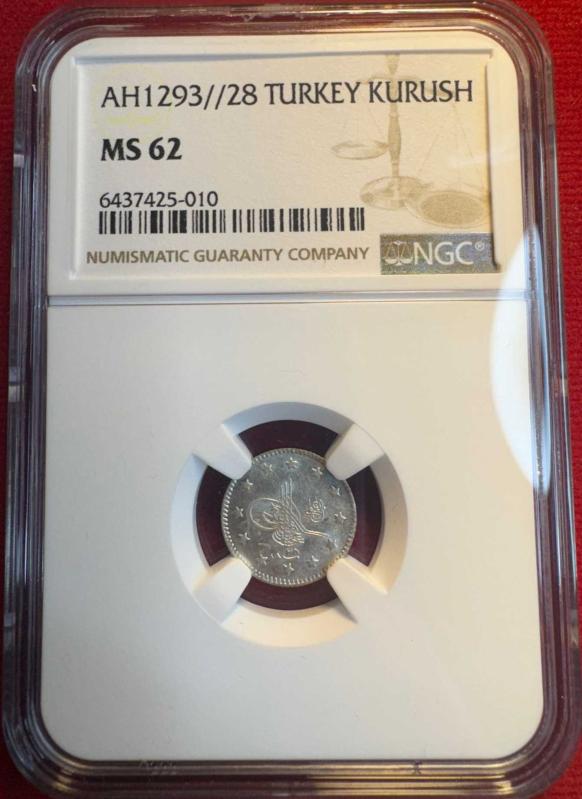 AH1293//28 TURKEY KURUSH
MS 62
6437425-010
NUMISMATIC GUARANTY COMPANY NGC®